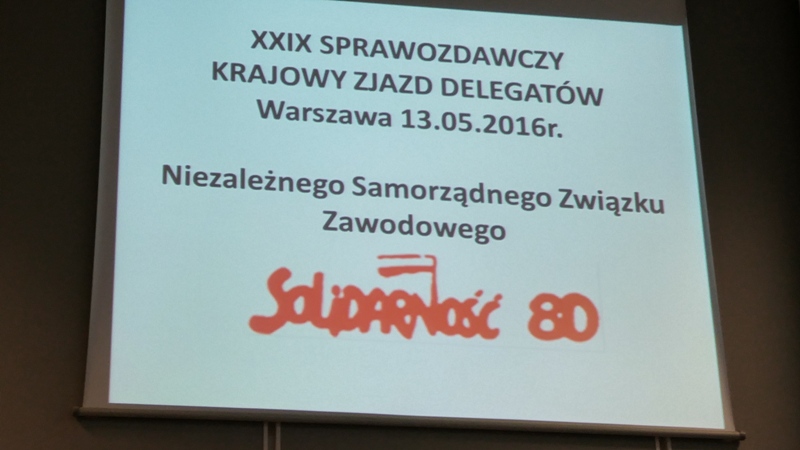 XXIX SPRAWOZDAWCZY
KRAJOWY ZJAZD DELEGATÓW
Warszawa 13.05.2016r.
Niezależnego Samorządnego Związku
Zawodowego
SOLiDARNOŚĆ 80